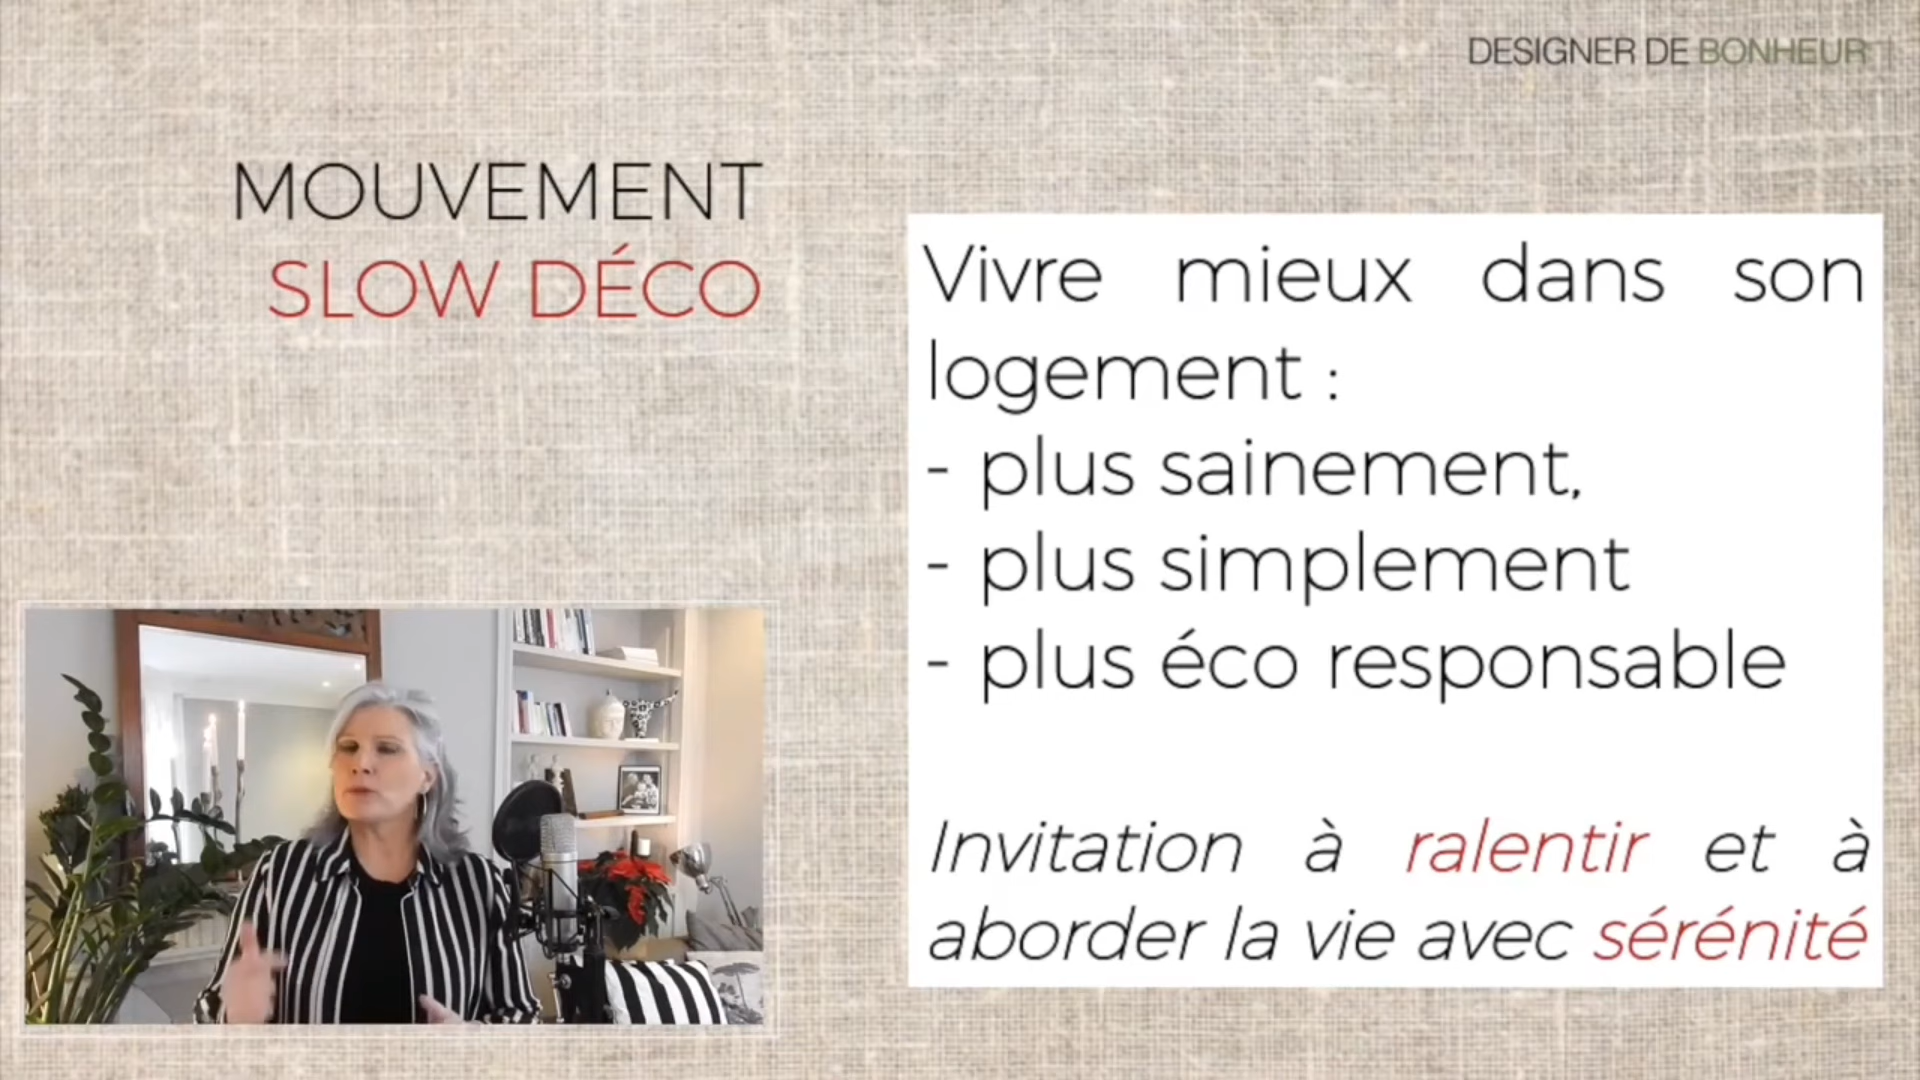 DESIGNER DE BONHEUR
MOUVEMENT
SLOW DÉCO
Vivre mieux dans son
logement :
- plus sainement,
- plus simplement
- plus éco responsable
Invitation à ralentir et à
aborder la vie avec sérénité